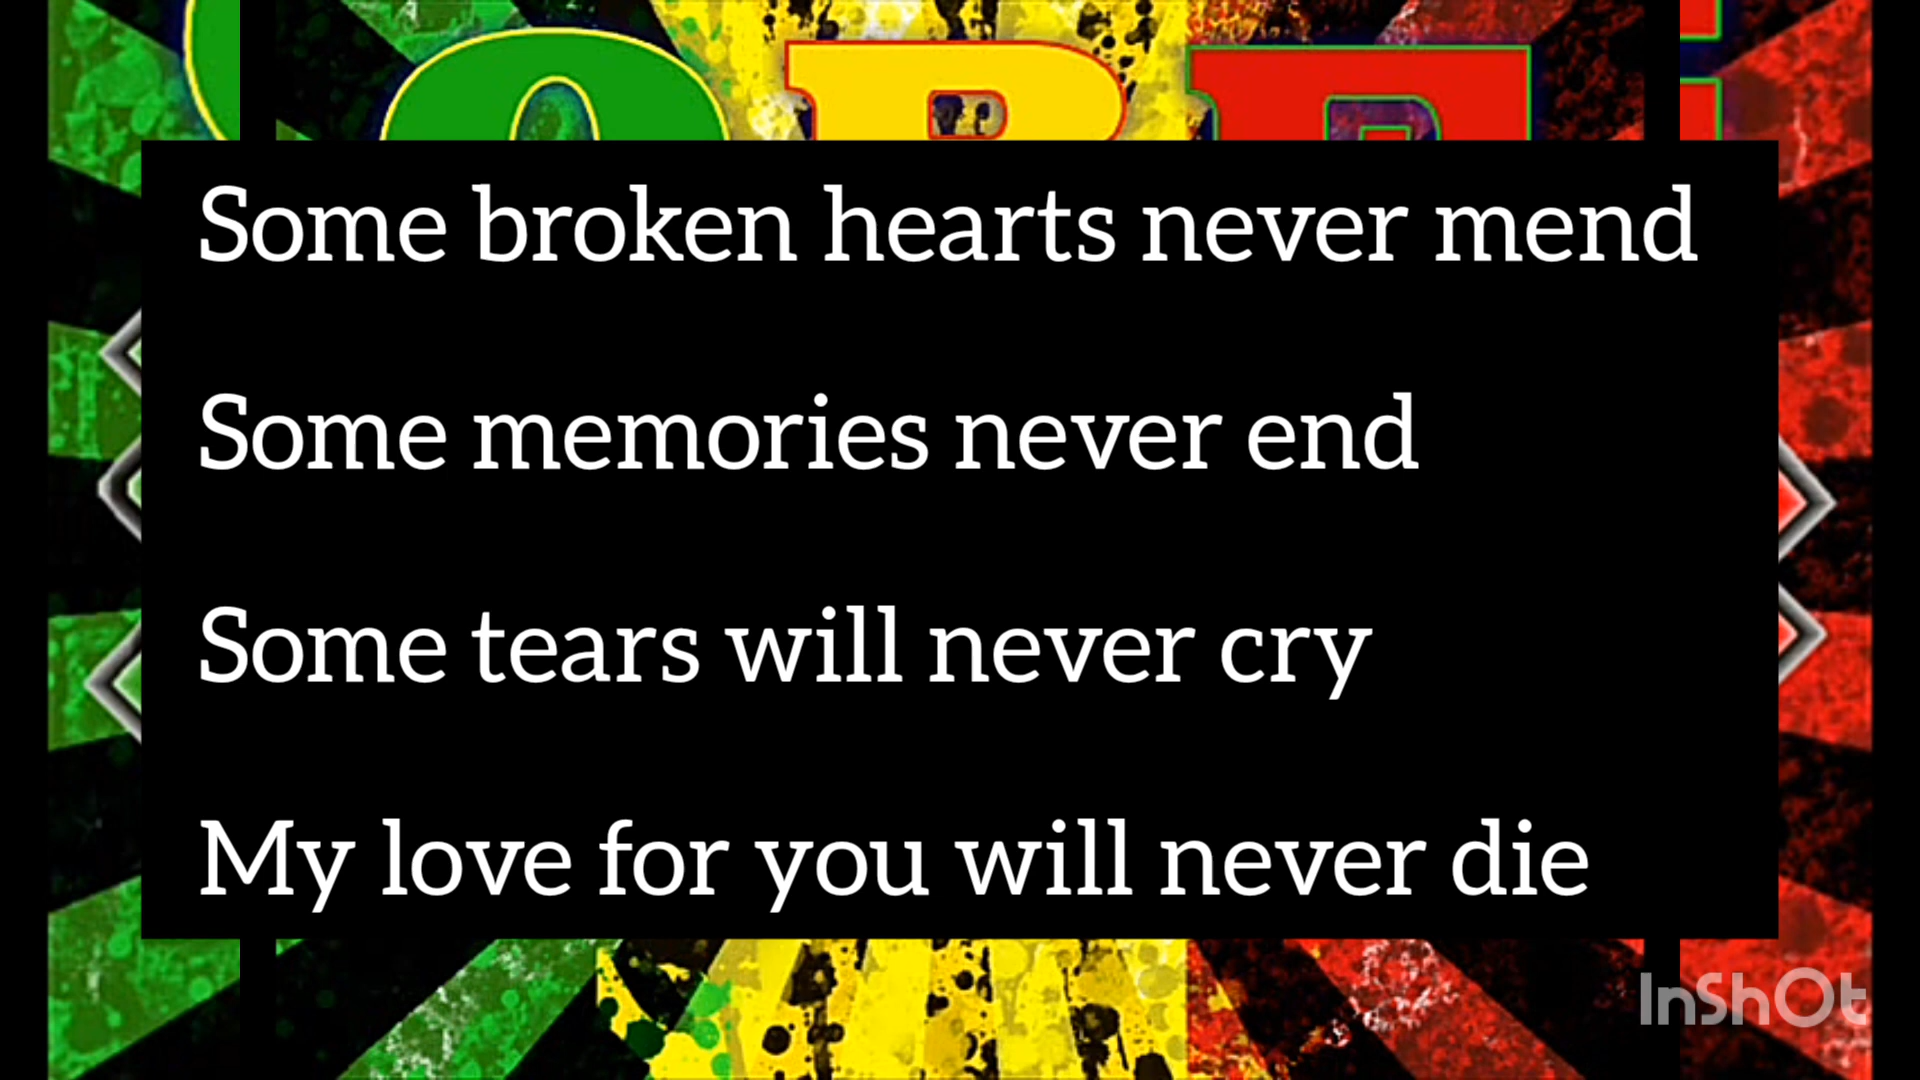 Some broken hearts never mend
Some memories never end
Some tears will never cry
My love for you will never die
InShOt